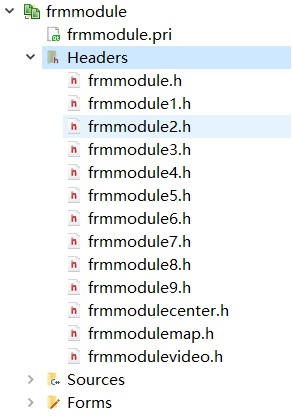 frmmodule
frmmodule.pri
Headers
frmmodule.h
frmmodule1.h
frmmodule2.h
frmmodule3.h
frmmodule4.h
frmmodule5.h
frmmodule6.h
frmmodule7.h
frmmodule8.h
frmmodule9.h
frmmodulecenter.h
frmmodulemap.h
frmmodulevideo.h
Sources
Forms